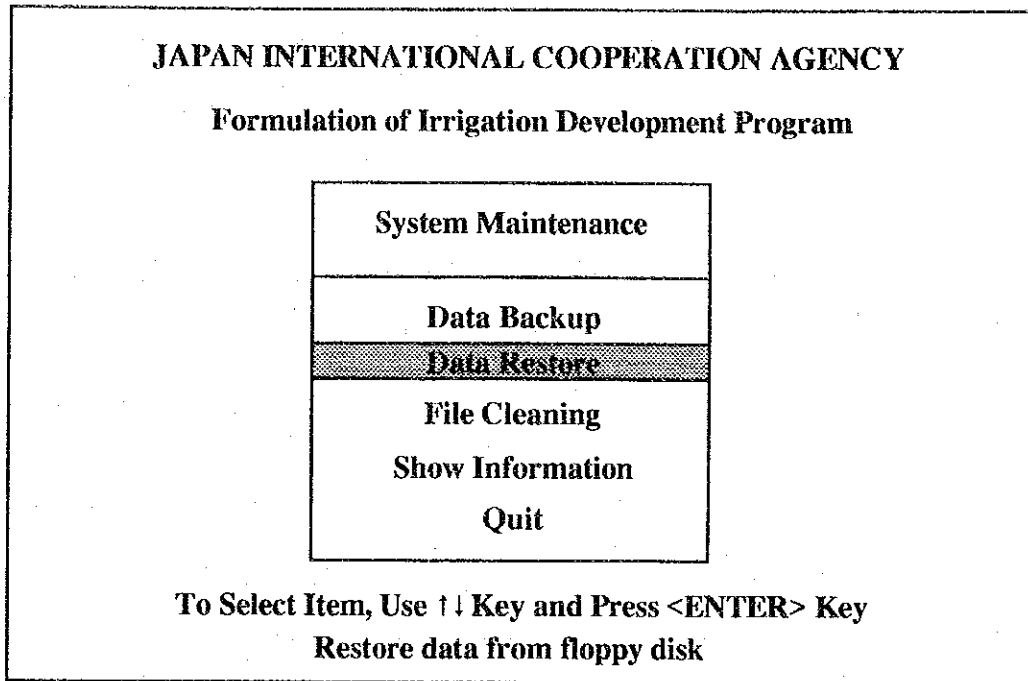 JAPAN INTERNATIONAL COOPERATION AGENCY
Formulation of Irrigation Development Program
System Maintenance
Data Backup
Data Restore
File Cleaning
Show Information
Quit
To Select Item, Use ↑↓ Key and Press <ENTER> Key
Restore data from floppy disk